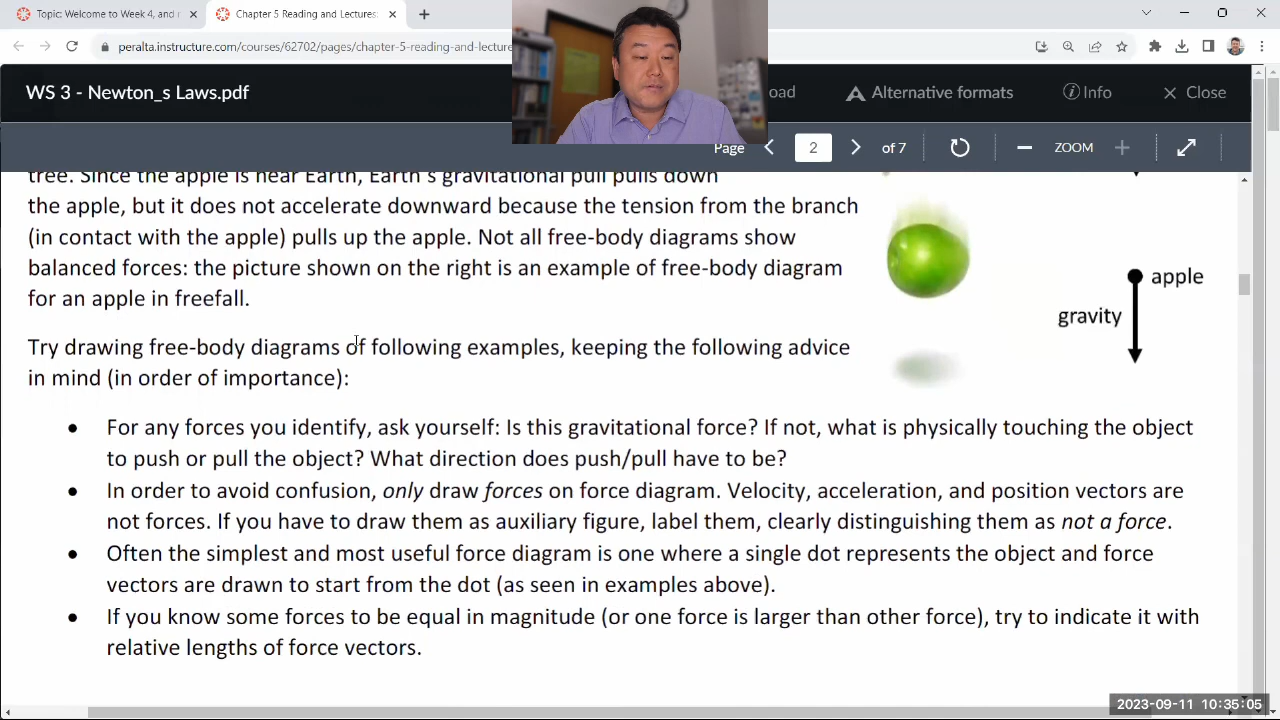 Topic: Welcome to Week 4, and
Chapter 5 Reading and Lectures:
peralta.instructure.com/courses/62702/pages/chapter-5-reading-and-lecture
WS 3 - Newton_s Laws.pdf
oad
Alternative formats
Info
Close
Page
2
of 7
ZOOM
tree. Since the apple is near Earth, Earth's gravitational pull pulls down
the apple, but it does not accelerate downward because the tension from the branch
(in contact with the apple) pulls up the apple. Not all free-body diagrams show
balanced forces: the picture shown on the right is an example of free-body diagram
for an apple in freefall.
apple
gravity
Try drawing free-body diagrams of following examples, keeping the following advice
in mind (in order of importance):
• For any forces you identify, ask yourself: Is this gravitational force? If not, what is physically touching the object
to push or pull the object? What direction does push/pull have to be?
• In order to avoid confusion, only draw forces on force diagram. Velocity, acceleration, and position vectors are
not forces. If you have to draw them as auxiliary figure, label them, clearly distinguishing them as not a force.
• Often the simplest and most useful force diagram is one where a single dot represents the object and force
vectors are drawn to start from the dot (as seen in examples above).
• If you know some forces to be equal in magnitude (or one force is larger than other force), try to indicate it with
relative lengths of force vectors.
2023-09-11 10:35:05